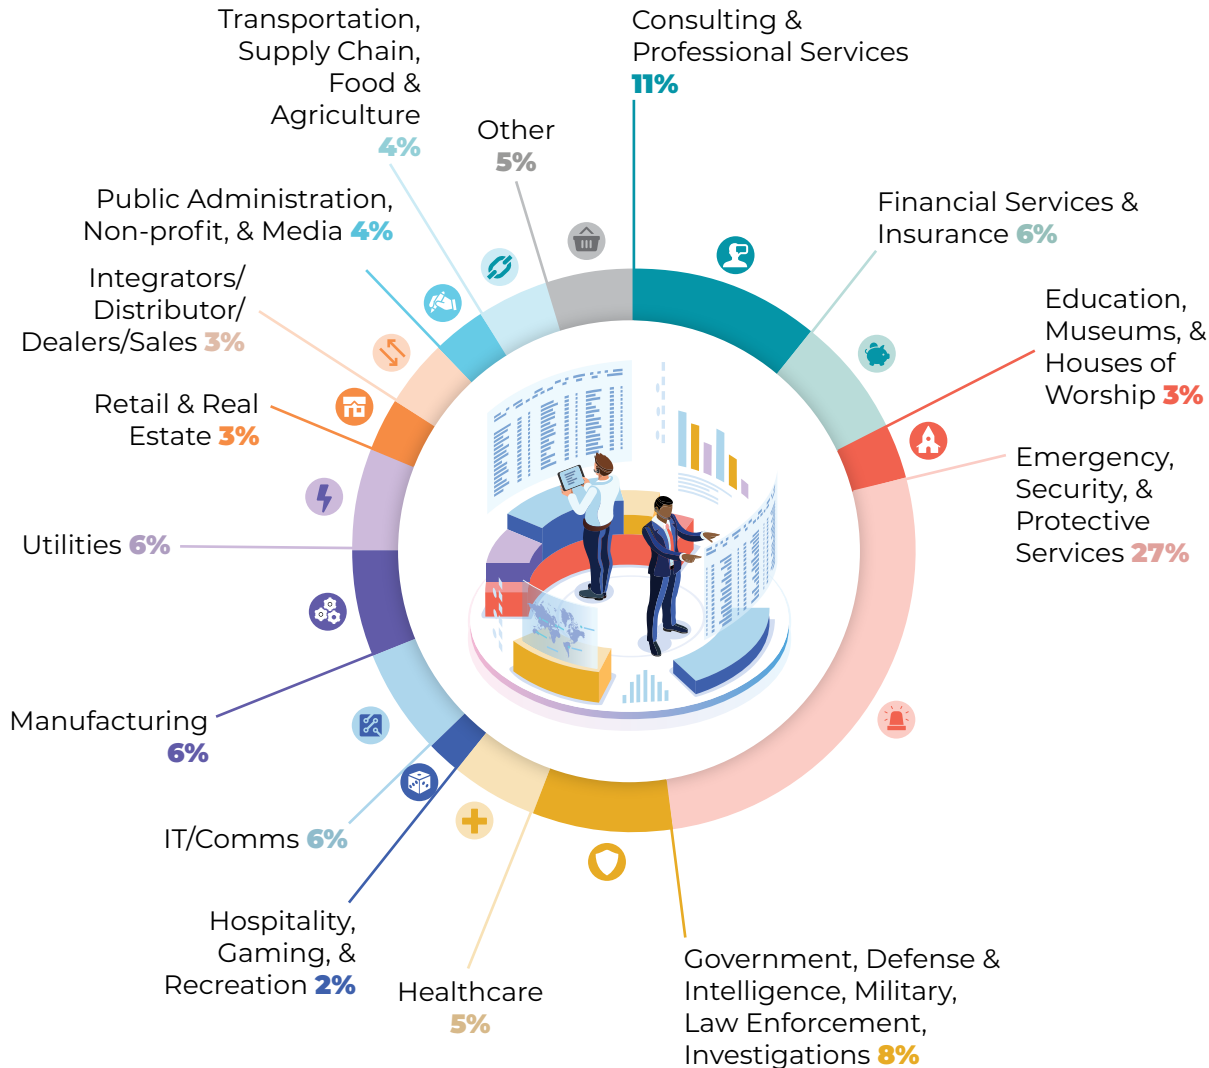 Consulting &
Professional Services
11%
Financial Services &
Insurance 6%
Education,
Museums, &
Houses of
Worship 3%
Emergency,
Security, &
Protective
Services 27%
Government, Defense &
Intelligence, Military,
Law Enforcement,
Investigations 8%
Healthcare
5%
Hospitality,
Gaming, &
Recreation 2%
IT/Comms 6%
Manufacturing
6%
Utilities 6%
Retail & Real
Estate 3%
Integrators/
Distributor/
Dealers/Sales 3%
Public Administration,
Non-profit, & Media 4%
Transportation,
Supply Chain,
Food &
Agriculture
4%
Other
5%